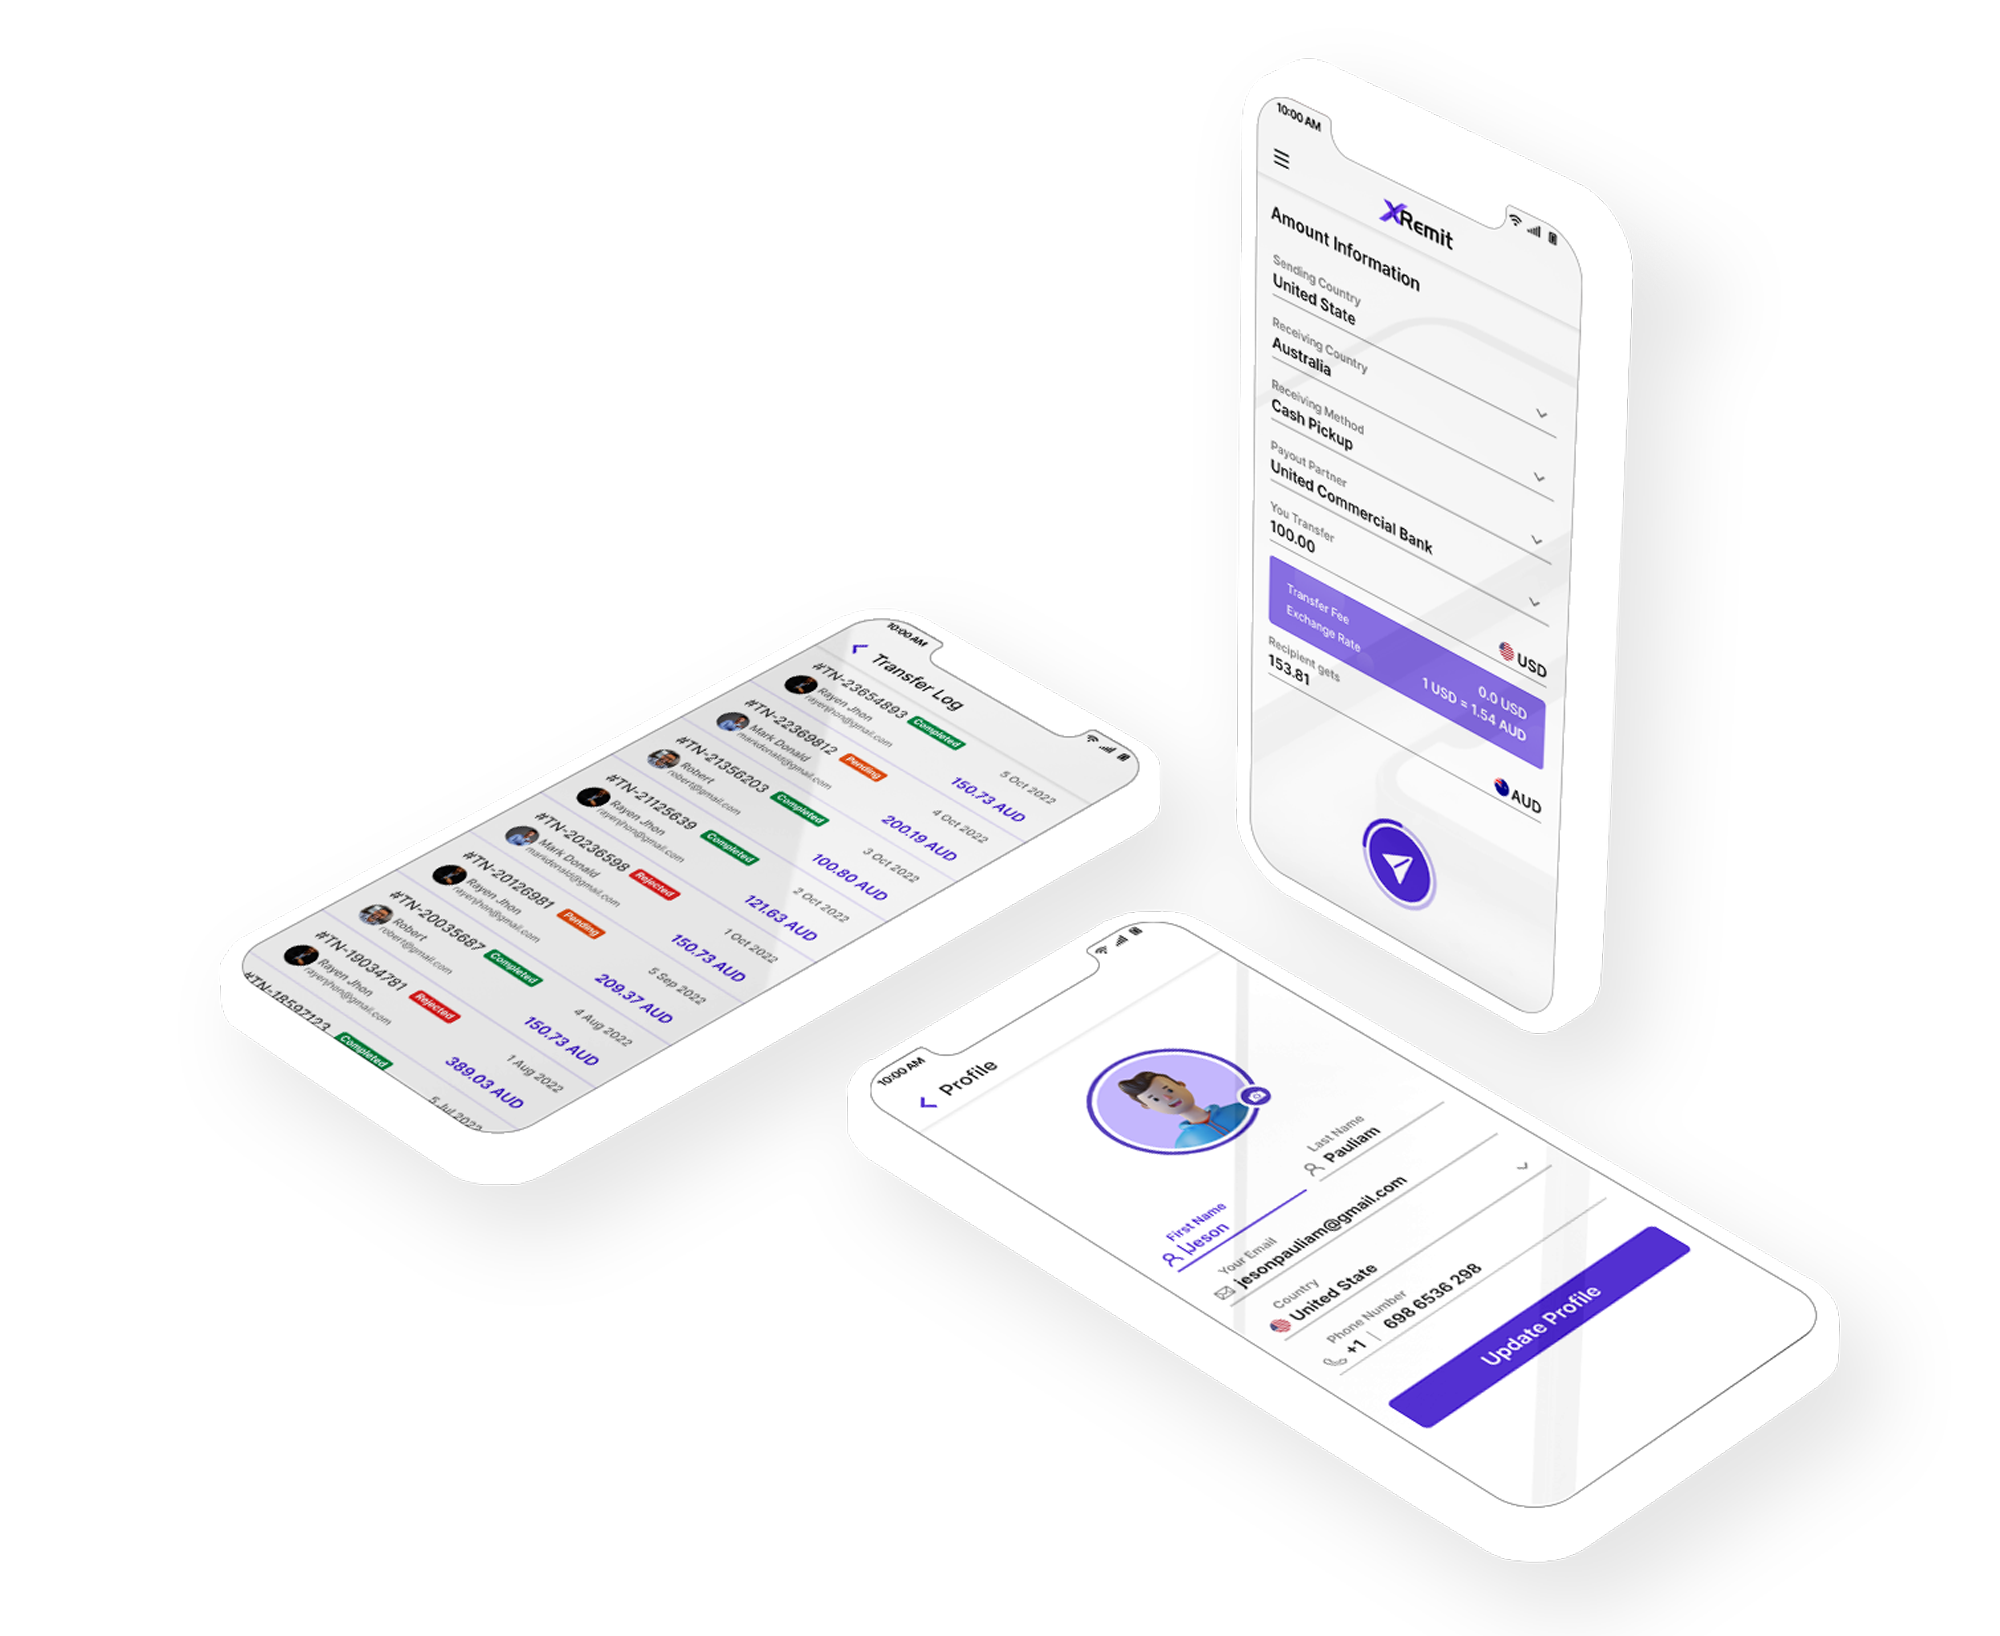 10:00 AM
XRemit
Amount Information
Sending Country
United State
Receiving Country
Australia
Receiving Method
Cash Pickup
Payout Partner
United Commercial Bank
You Transfer
100.00
USD
Transfer Fee 0.0 USD
Exchange Rate 1 USD = 1.54 AUD
Recipient gets
153.81
AUD
10:00 AM
Transfer Log
#TN-23654893 Completed 5 Oct 2022
Rayen Jhon 150.73 AUD
rayenjhon@gmail.com
#TN-22369812 Pending 4 Oct 2022
Mark Donald 200.19 AUD
markdonald@gmail.com
#TN-21356203 Completed 3 Oct 2022
Robert 100.80 AUD
robert@gmail.com
#TN-21125639 Completed 2 Oct 2022
Rayen Jhon 121.63 AUD
rayenjhon@gmail.com
#TN-20236598 Rejected 1 Oct 2022
Mark Donald 150.73 AUD
markdonald@gmail.com
#TN-20126981 Pending 5 Sep 2022
Rayen Jhon 209.37 AUD
rayenjhon@gmail.com
#TN-20035687 Completed 4 Aug 2022
Robert 150.73 AUD
robert@gmail.com
#TN-19034781 Rejected 1 Aug 2022
Rayen Jhon 389.03 AUD
rayenjhon@gmail.com
#TN-18597123 Completed 5 Jul 2022
10:00 AM
Profile
First Name
Jeson
Last Name
Pauliam
Your Email
jesonpauliam@gmail.com
Country
United State
Phone Number
+1 | 698 6536 298
Update Profile